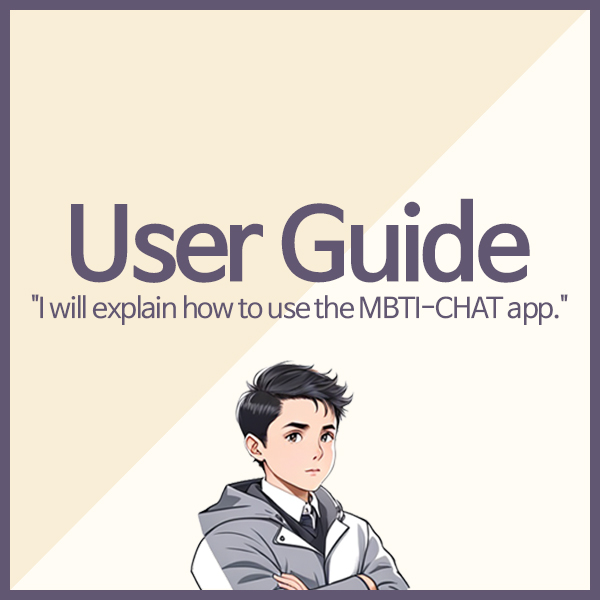 User Guide
"I will explain how to use the MBTI-CHAT app."